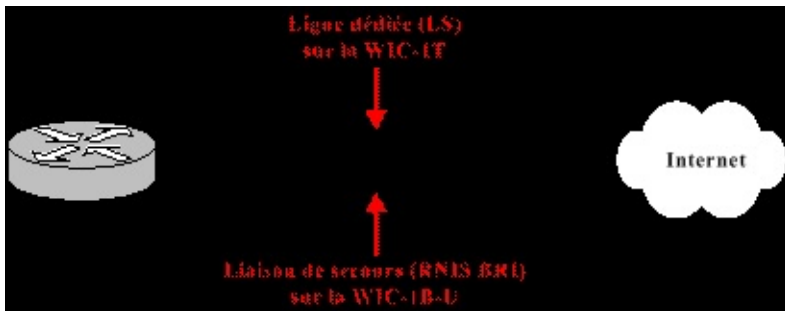 Ligne dédiée (LS)
sur la WIC-1T
Internet
Liaison de secours (RNIS BRI)
sur la WIC-1B-U